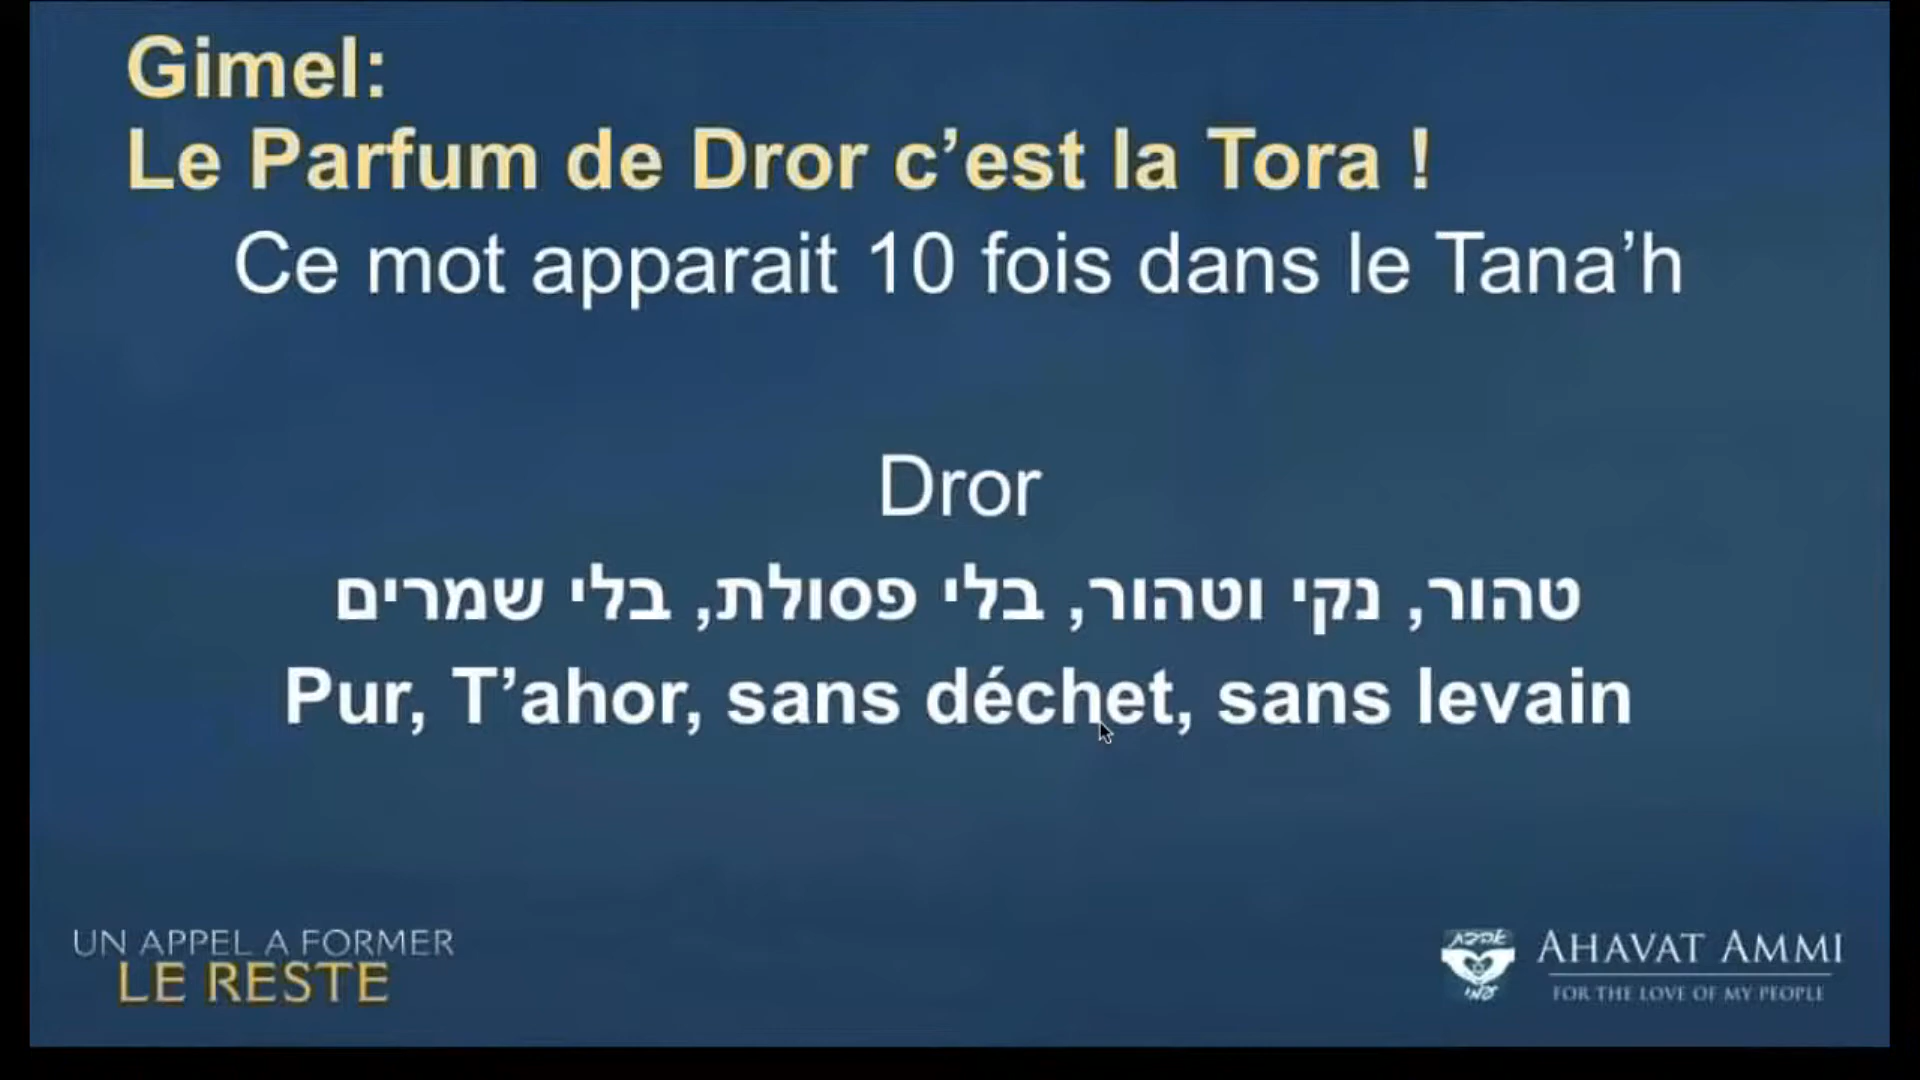 Gimel:
Le Parfum de Dror c’est la Tora !
Ce mot apparait 10 fois dans le Tana’h
Dror
טהור, נקי וטהור, בלי פסולת, בלי שמרים
Pur, T’ahor, sans déchet, sans levain
UN APPEL A FORMER
LE RESTE
אהבת
עמי
AHAVAT AMMI
FOR THE LOVE OF MY PEOPLE